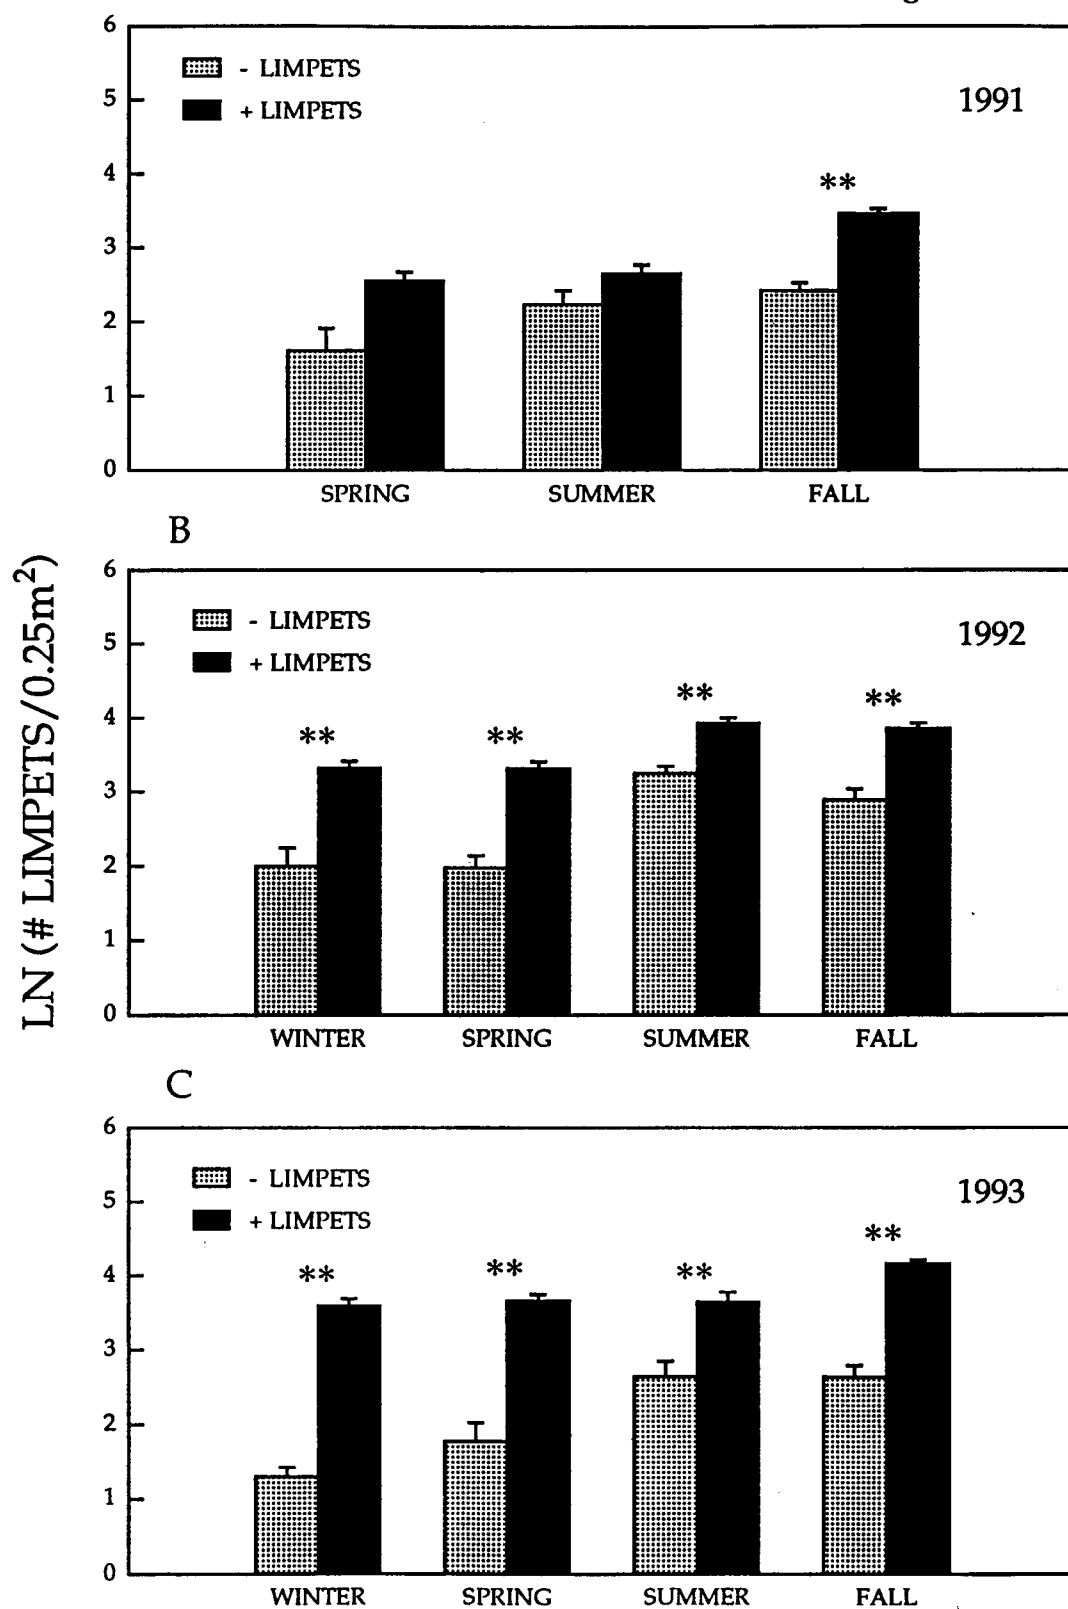 6
- LIMPETS
5
1991
+ LIMPETS
4
**
3
2
1
0
SPRING SUMMER FALL
B
LN (# LIMPETS/0.25m²)
6
- LIMPETS
1992
5
+ LIMPETS
4
** ** ** **
3
2
1
0
WINTER SPRING SUMMER FALL
C
6
- LIMPETS
1993
5
+ LIMPETS
** ** ** **
4
3
2
1
0
WINTER SPRING SUMMER FALL